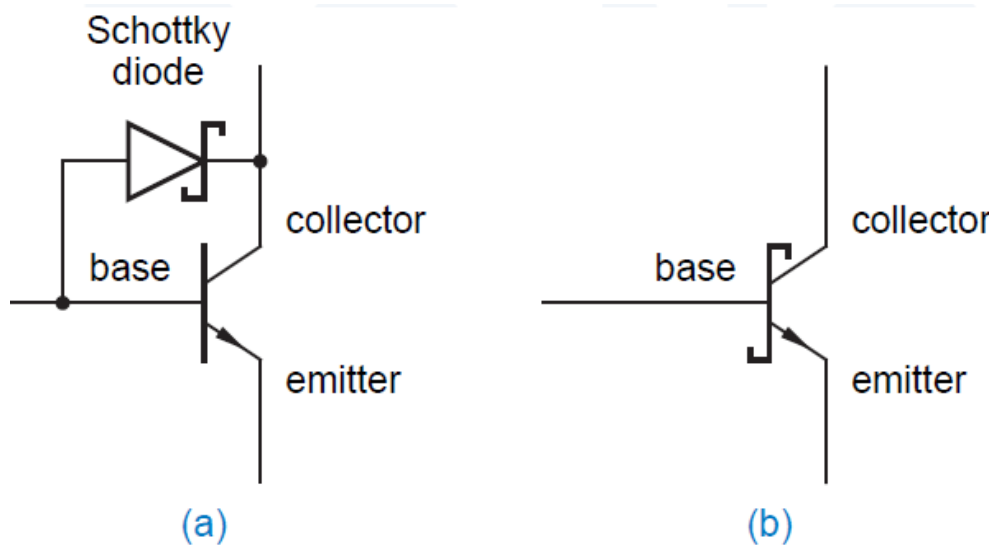 Schottky
diode
collector
base
emitter
(a)
collector
base
emitter
(b)